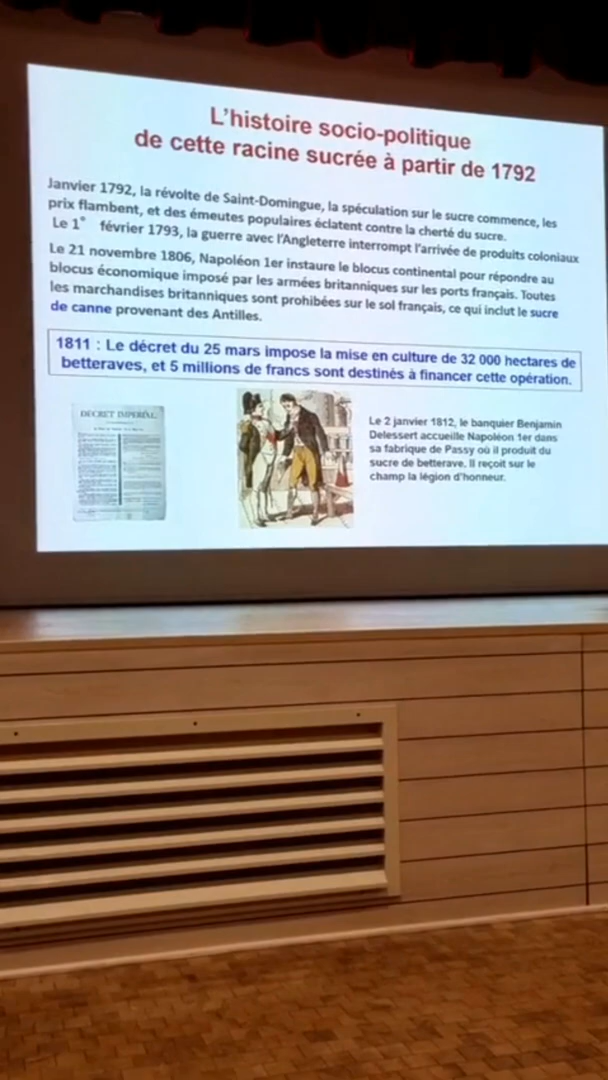 L'histoire socio-politique
de cette racine sucrée à partir de 1792
Janvier 1792, la révolte de Saint-Domingue, la spéculation sur le sucre commence, les
prix flambent, et des émeutes populaires éclatent contre la cherté du sucre.
Le 1° février 1793, la guerre avec l'Angleterre interrompt l'arrivée de produits coloniaux
Le 21 novembre 1806, Napoléon 1er instaure le blocus continental pour répondre au
blocus économique imposé par les armées britanniques sur les ports français. Toutes
les marchandises britanniques sont prohibées sur le sol français, ce qui inclut le sucre
de canne provenant des Antilles.
1811 : Le décret du 25 mars impose la mise en culture de 32 000 hectares de
betteraves, et 5 millions de francs sont destinés à financer cette opération.
DÉCRET IMPÉRIAL
Le 2 janvier 1812, le banquier Benjamin
Delessert accueille Napoléon 1er dans
sa fabrique de Passy où il produit du
sucre de betterave. Il reçoit sur le
champ la légion d'honneur.